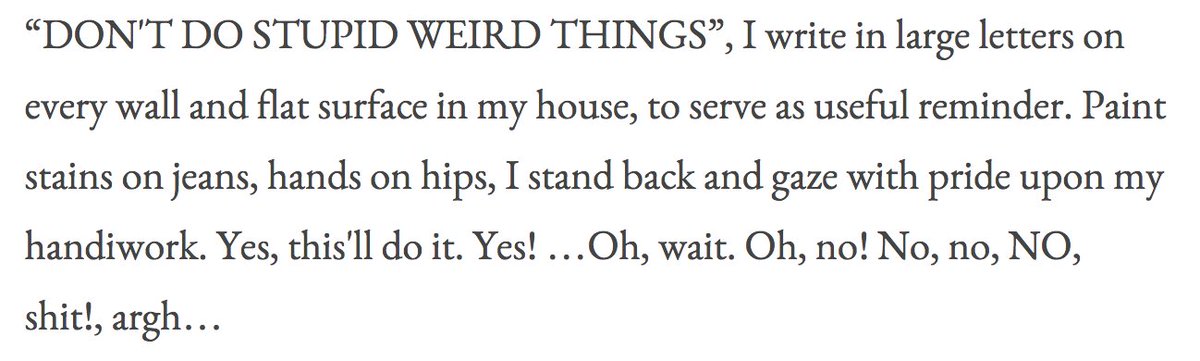 “DON'T DO STUPID WEIRD THINGS”, I write in large letters on
every wall and flat surface in my house, to serve as useful reminder. Paint
stains on jeans, hands on hips, I stand back and gaze with pride upon my
handiwork. Yes, this'll do it. Yes! …Oh, wait. Oh, no! No, no, NO,
shit!, argh…